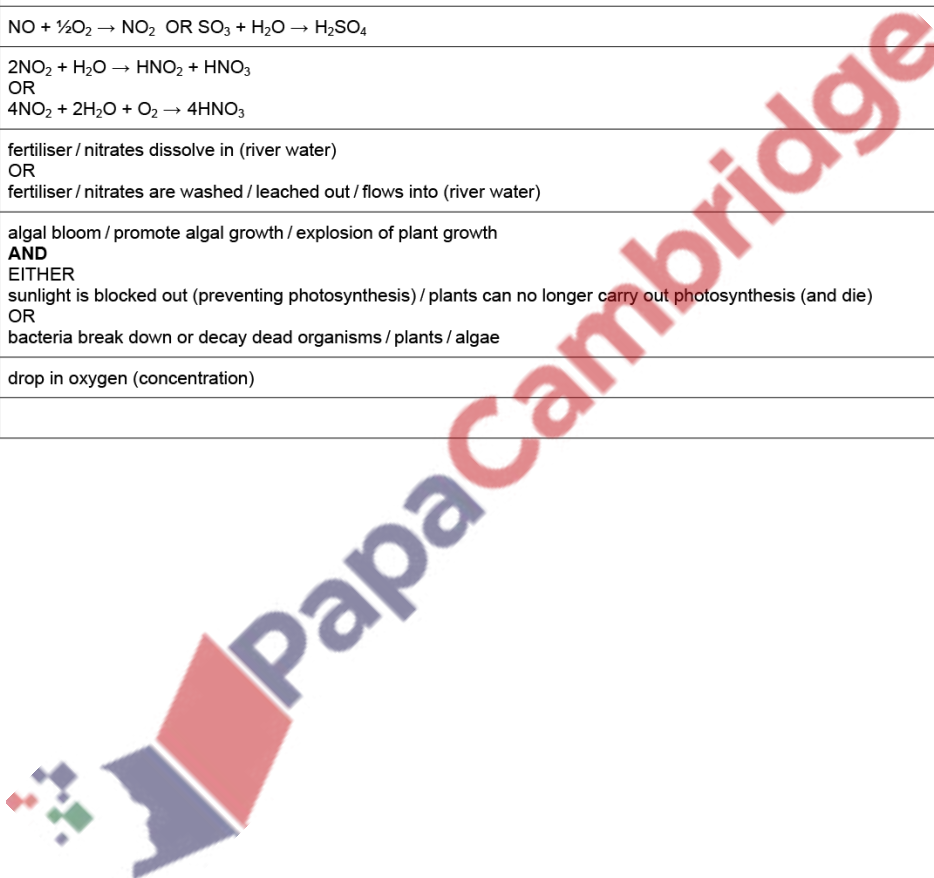 NO + ½O₂ → NO₂ OR SO₃ + H₂O → H₂SO₄
2NO₂ + H₂O → HNO₂ + HNO₃
OR
4NO₂ + 2H₂O + O₂ → 4HNO₃
fertiliser / nitrates dissolve in (river water)
OR
fertiliser / nitrates are washed / leached out / flows into (river water)
algal bloom / promote algal growth / explosion of plant growth
AND
EITHER
sunlight is blocked out (preventing photosynthesis) / plants can no longer carry out photosynthesis (and die)
OR
bacteria break down or decay dead organisms / plants / algae
drop in oxygen (concentration)
PapaCambridge